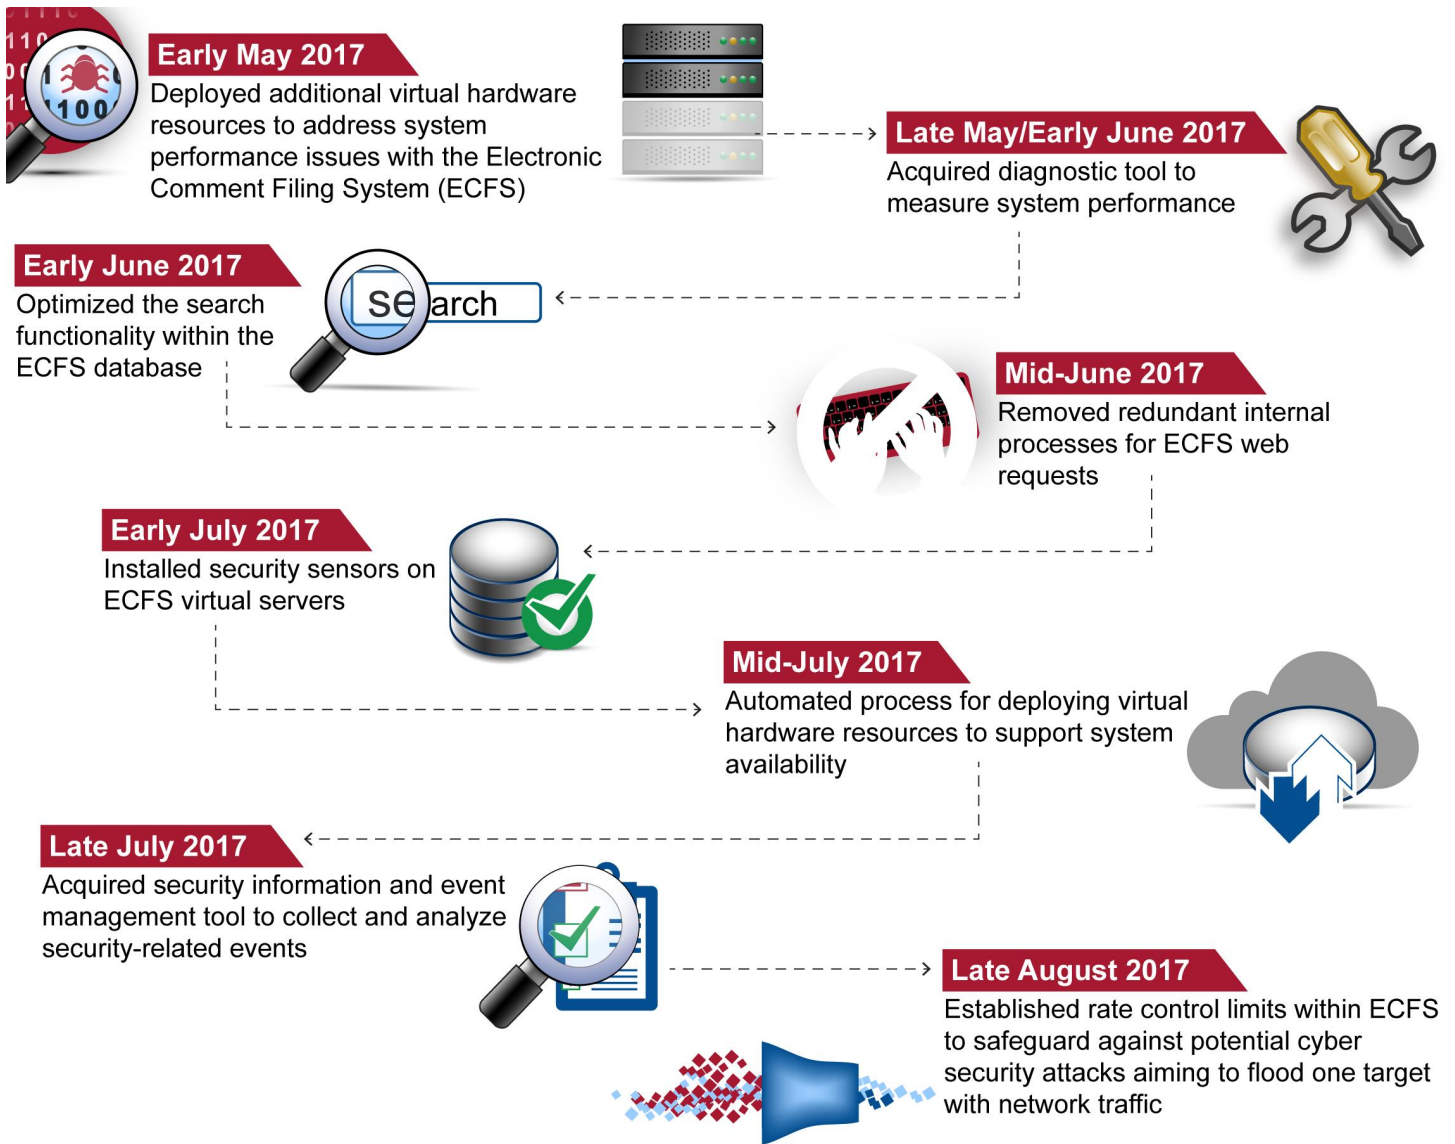 Early May 2017
Deployed additional virtual hardware
resources to address system
performance issues with the Electronic
Comment Filing System (ECFS)
Late May/Early June 2017
Acquired diagnostic tool to
measure system performance
Early June 2017
Optimized the search
functionality within the
ECFS database
search
Mid-June 2017
Removed redundant internal
processes for ECFS web
requests
Early July 2017
Installed security sensors on
ECFS virtual servers
Mid-July 2017
Automated process for deploying virtual
hardware resources to support system
availability
Late July 2017
Acquired security information and event
management tool to collect and analyze
security-related events
Late August 2017
Established rate control limits within ECFS
to safeguard against potential cyber
security attacks aiming to flood one target
with network traffic